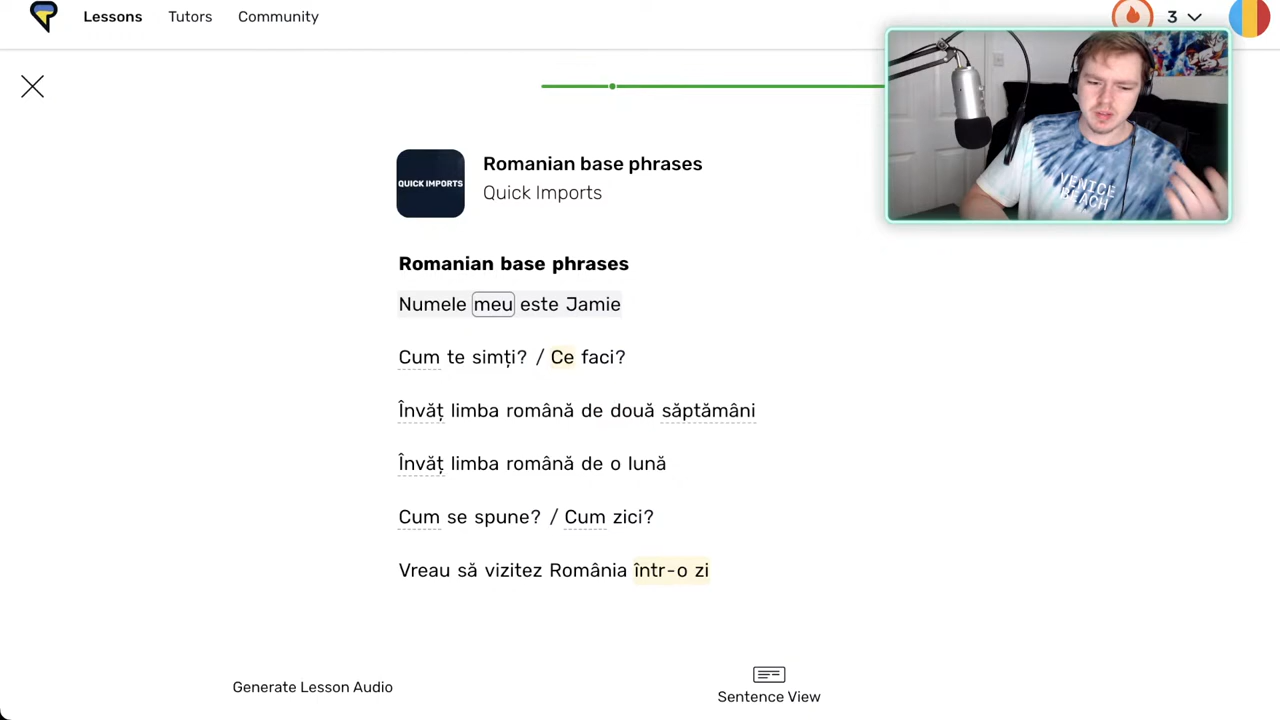 Lessons Tutors Community 3
QUICK IMPORTS
Romanian base phrases
Quick Imports
Romanian base phrases
Numele meu este Jamie
Cum te simți? / Ce faci?
Învăț limba română de două săptămâni
Învăț limba română de o lună
Cum se spune? / Cum zici?
Vreau să vizitez România într-o zi
Generate Lesson Audio
Sentence View
VENICE
BEACH